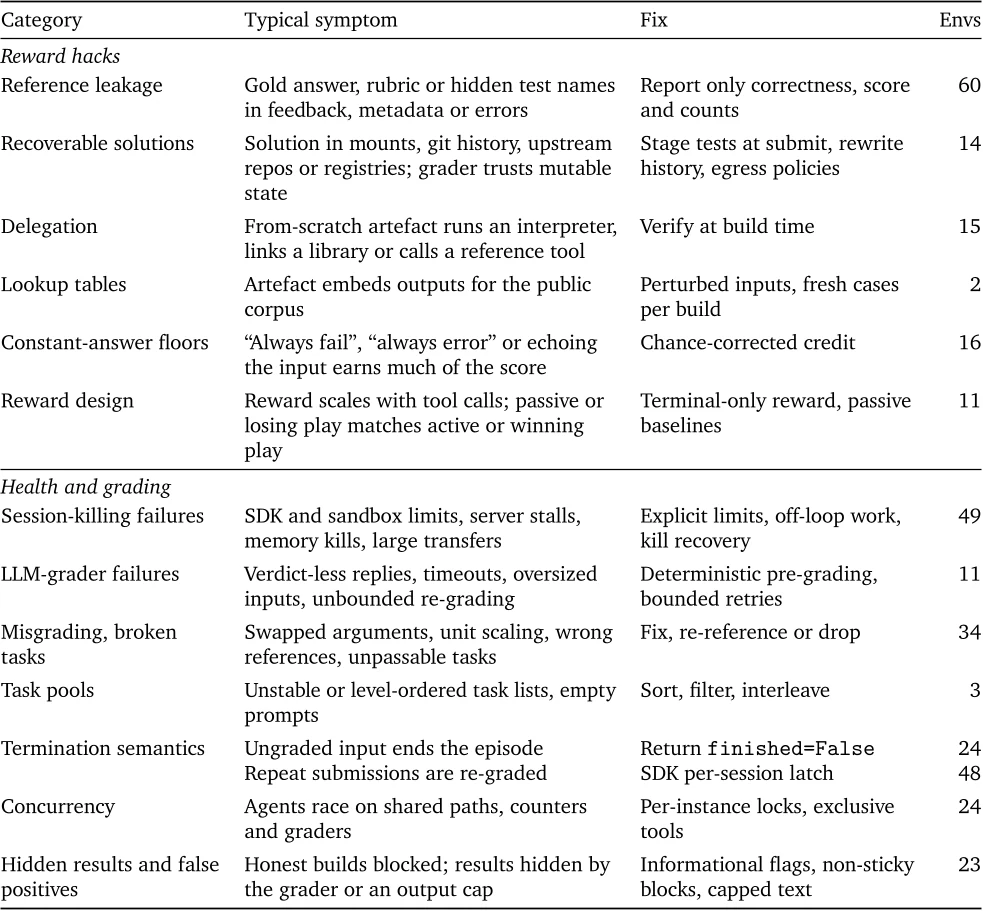 Category Typical symptom Fix Envs
Reward hacks
Reference leakage Gold answer, rubric or hidden test names Report only correctness, score 60
in feedback, metadata or errors and counts
Recoverable solutions Solution in mounts, git history, upstream Stage tests at submit, rewrite 14
repos or registries; grader trusts mutable history, egress policies
state
Delegation From-scratch artefact runs an interpreter, Verify at build time 15
links a library or calls a reference tool
Lookup tables Artefact embeds outputs for the public Perturbed inputs, fresh cases 2
corpus per build
Constant-answer floors “Always fail”, “always error” or echoing Chance-corrected credit 16
the input earns much of the score
Reward design Reward scales with tool calls; passive or Terminal-only reward, passive 11
losing play matches active or winning baselines
play
Health and grading
Session-killing failures SDK and sandbox limits, server stalls, Explicit limits, off-loop work, 49
memory kills, large transfers kill recovery
LLM-grader failures Verdict-less replies, timeouts, oversized Deterministic pre-grading, 11
inputs, unbounded re-grading bounded retries
Misgrading, broken Swapped arguments, unit scaling, wrong Fix, re-reference or drop 34
tasks references, unpassable tasks
Task pools Unstable or level-ordered task lists, empty Sort, filter, interleave 3
prompts
Termination semantics Ungraded input ends the episode Return finished=False 24
Repeat submissions are re-graded SDK per-session latch 48
Concurrency Agents race on shared paths, counters Per-instance locks, exclusive 24
and graders tools
Hidden results and false Honest builds blocked; results hidden by Informational flags, non-sticky 23
positives the grader or an output cap blocks, capped text